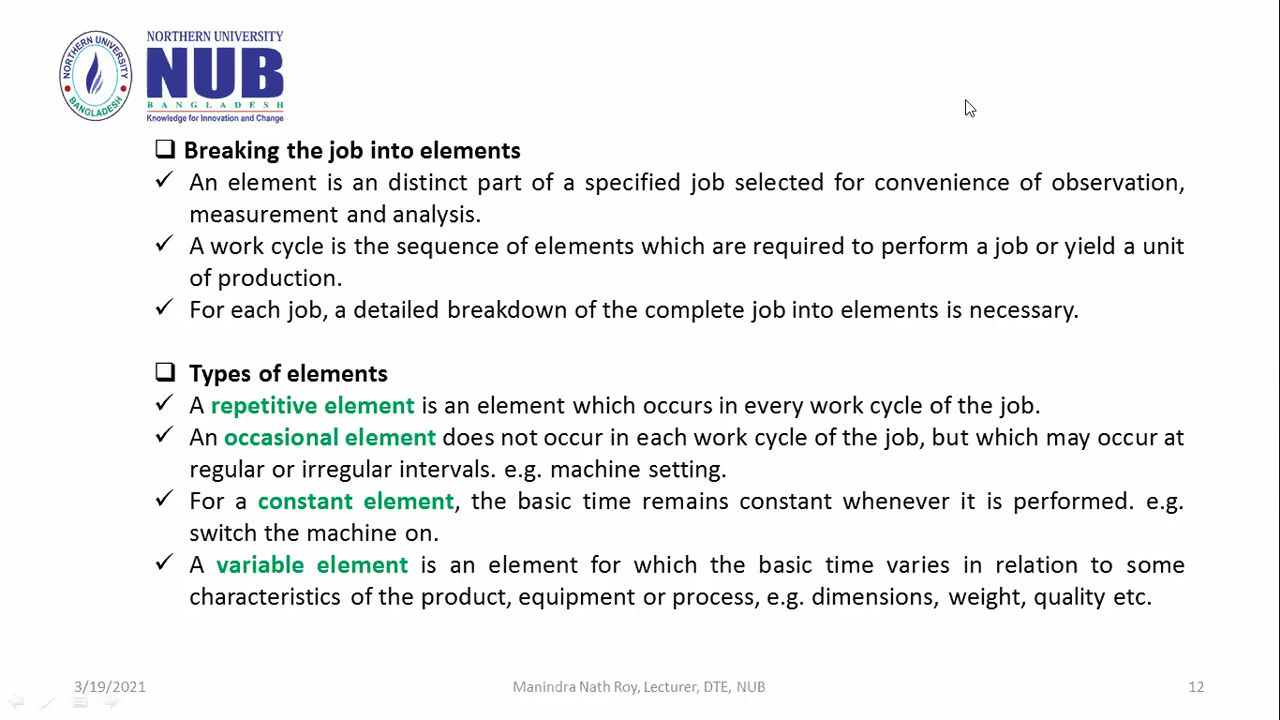 NORTHERN UNIVERSITY
BANGLADESH
NORTHERN UNIVERSITY
NUB
BANGLADESH
Knowledge for Innovation and Change
❑ Breaking the job into elements
✓ An element is an distinct part of a specified job selected for convenience of observation,
measurement and analysis.
✓ A work cycle is the sequence of elements which are required to perform a job or yield a unit
of production.
✓ For each job, a detailed breakdown of the complete job into elements is necessary.
❑ Types of elements
✓ A repetitive element is an element which occurs in every work cycle of the job.
✓ An occasional element does not occur in each work cycle of the job, but which may occur at
regular or irregular intervals. e.g. machine setting.
✓ For a constant element, the basic time remains constant whenever it is performed. e.g.
switch the machine on.
✓ A variable element is an element for which the basic time varies in relation to some
characteristics of the product, equipment or process, e.g. dimensions, weight, quality etc.
3/19/2021
Manindra Nath Roy, Lecturer, DTE, NUB
12